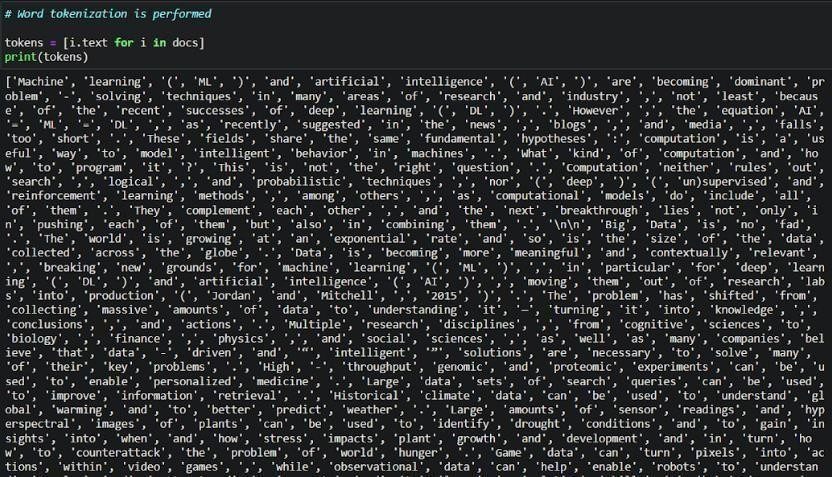 # Word tokenization is performed
tokens = [i.text for i in docs]
print(tokens)
['Machine', 'learning', '(', 'ML', ')', 'and', 'artificial', 'intelligence', '(', 'AI', ')', 'are', 'becoming', 'dominant', 'pr
oblem', '-', 'solving', 'techniques', 'in', 'many', 'areas', 'of', 'research', 'and', 'industry', ',', 'not', 'least', 'becaus
e', 'of', 'the', 'recent', 'successes', 'of', 'deep', 'learning', '(', 'DL', ')', '.', 'However', ',', 'the', 'equation', 'AI',
'=', 'ML', '=', 'DL', ',', 'as', 'recently', 'suggested', 'in', 'the', 'news', ',', 'blogs', ',', 'and', 'media', ',', 'falls',
'too', 'short', '.', 'These', 'fields', 'share', 'the', 'same', 'fundamental', 'hypotheses', ':', 'computation', 'is', 'a', 'us
eful', 'way', 'to', 'model', 'intelligent', 'behavior', 'in', 'machines', '.', 'What', 'kind', 'of', 'computation', 'and', 'ho
w', 'to', 'program', 'it', '?', 'This', 'is', 'not', 'the', 'right', 'question', '.', 'Computation', 'neither', 'rules', 'out',
'search', ',', 'logical', ',', 'and', 'probabilistic', 'techniques', ',', 'nor', '(', 'deep', ')', '(', 'un)supervised', 'and',
'reinforcement', 'learning', 'methods', ',', 'among', 'others', ',', 'as', 'computational', 'models', 'do', 'include', 'all',
'of', 'them', '.', 'They', 'complement', 'each', 'other', ',', 'and', 'the', 'next', 'breakthrough', 'lies', 'not', 'only', 'i
n', 'pushing', 'each', 'of', 'them', 'but', 'also', 'in', 'combining', 'them', '.', '\n\n', 'Big', 'Data', 'is', 'no', 'fad',
'.', 'The', 'world', 'is', 'growing', 'at', 'an', 'exponential', 'rate', 'and', 'so', 'is', 'the', 'size', 'of', 'the', 'data',
'collected', 'across', 'the', 'globe', '.', 'Data', 'is', 'becoming', 'more', 'meaningful', 'and', 'contextually', 'relevant',
',', 'breaking', 'new', 'grounds', 'for', 'machine', 'learning', '(', 'ML', ')', ',', 'in', 'particular', 'for', 'deep', 'learn
ing', '(', 'DL', ')', 'and', 'artificial', 'intelligence', '(', 'AI', ')', ',', 'moving', 'them', 'out', 'of', 'research', 'lab
s', 'into', 'production', '(', 'Jordan', 'and', 'Mitchell', ',', '2015', ')', '.', 'The', 'problem', 'has', 'shifted', 'from',
'collecting', 'massive', 'amounts', 'of', 'data', 'to', 'understanding', 'it', '—', 'turning', 'it', 'into', 'knowledge', ',',
'conclusions', ',', 'and', 'actions', '.', 'Multiple', 'research', 'disciplines', ',', 'from', 'cognitive', 'sciences', 'to',
'biology', ',', 'finance', ',', 'physics', ',', 'and', 'social', 'sciences', ',', 'as', 'well', 'as', 'many', 'companies', 'bel
ieve', 'that', 'data', '-', 'driven', 'and', '“', 'intelligent', '”', 'solutions', 'are', 'necessary', 'to', 'solve', 'many',
'of', 'their', 'key', 'problems', '.', 'High', '-', 'throughput', 'genomic', 'and', 'proteomic', 'experiments', 'can', 'be', 'u
sed', 'to', 'enable', 'personalized', 'medicine', '.', 'Large', 'data', 'sets', 'of', 'search', 'queries', 'can', 'be', 'used',
'to', 'improve', 'information', 'retrieval', '.', 'Historical', 'climate', 'data', 'can', 'be', 'used', 'to', 'understand', 'gl
obal', 'warming', 'and', 'to', 'better', 'predict', 'weather', '.', 'Large', 'amounts', 'of', 'sensor', 'readings', 'and', 'hyp
erspectral', 'images', 'of', 'plants', 'can', 'be', 'used', 'to', 'identify', 'drought', 'conditions', 'and', 'to', 'gain', 'in
sights', 'into', 'when', 'and', 'how', 'stress', 'impacts', 'plant', 'growth', 'and', 'development', 'and', 'in', 'turn', 'ho
w', 'to', 'counterattack', 'the', 'problem', 'of', 'world', 'hunger', '.', 'Game', 'data', 'can', 'turn', 'pixels', 'into', 'ac
tions', 'within', 'video', 'games', ',', 'while', 'observational', 'data', 'can', 'help', 'enable', 'robots', 'to', 'understan